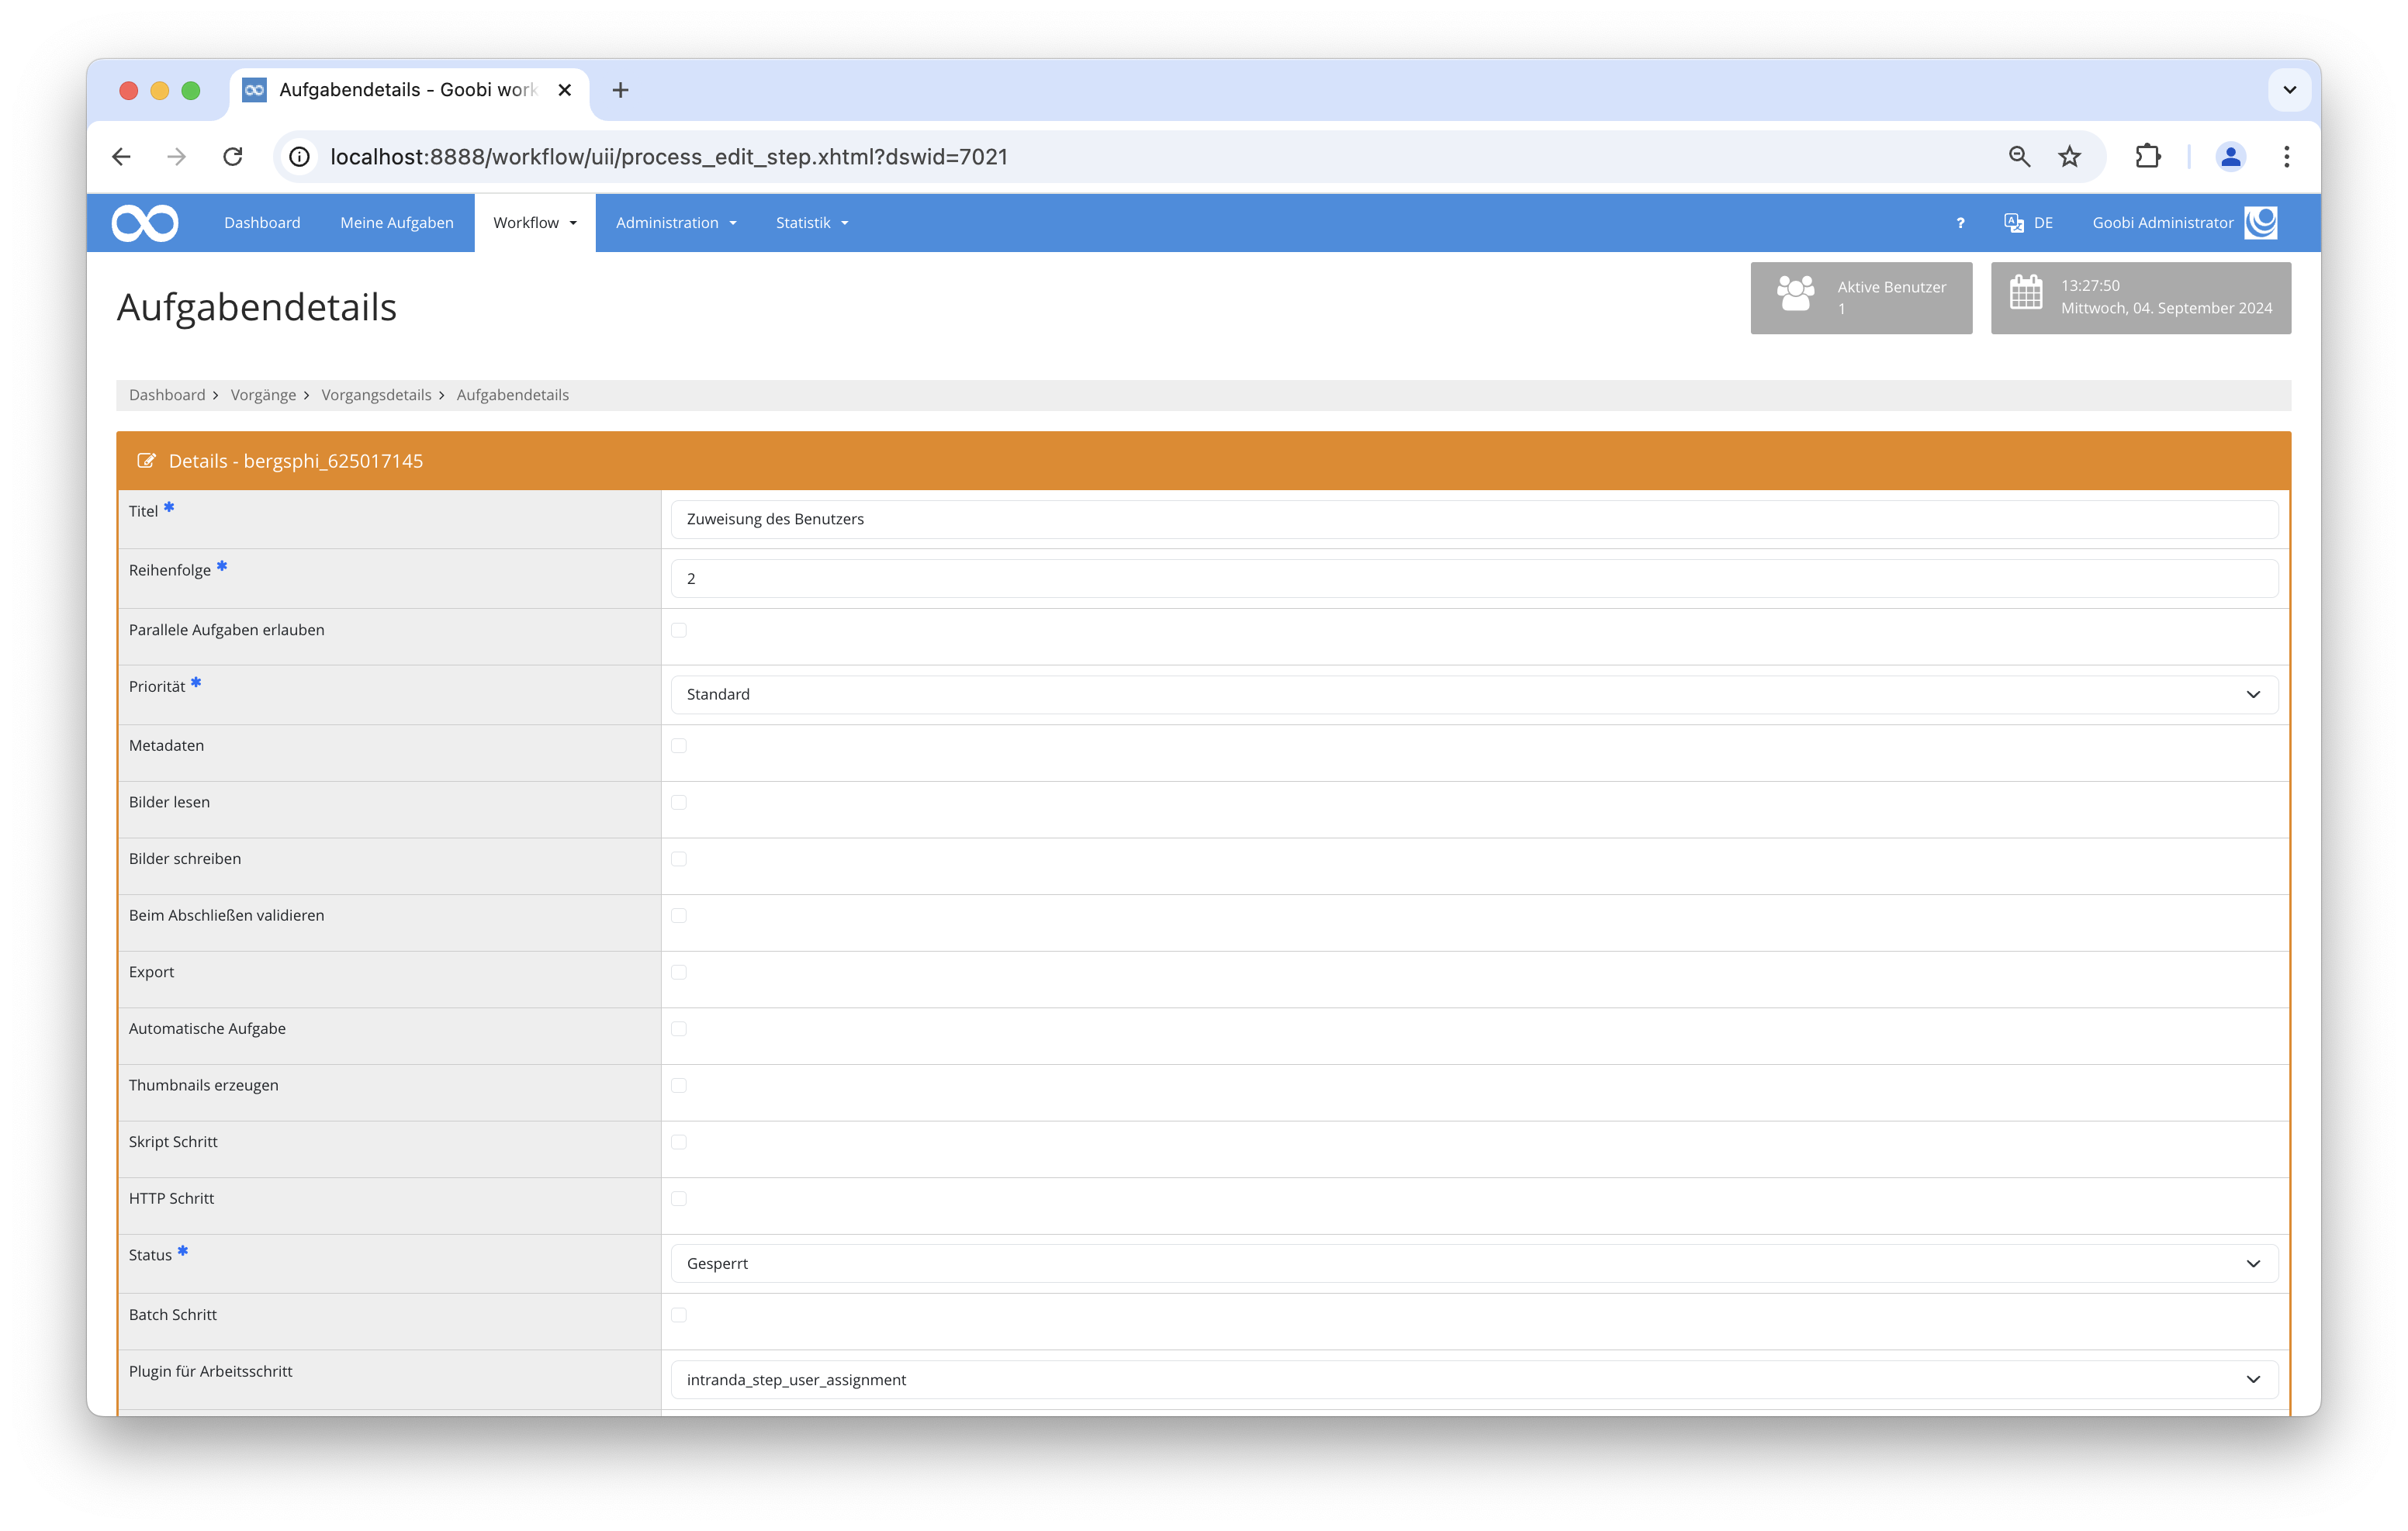 Aufgabendetails - Goobi work
localhost:8888/workflow/uii/process_edit_step.xhtml?dswid=7021
Dashboard Meine Aufgaben Workflow Administration Statistik ? DE Goobi Administrator
Aufgabendetails
Aktive Benutzer
1
13:27:50
Mittwoch, 04. September 2024
Dashboard > Vorgänge > Vorgangsdetails > Aufgabendetails
Details - bergsphi_625017145
Titel * Zuweisung des Benutzers
Reihenfolge * 2
Parallele Aufgaben erlauben
Priorität * Standard
Metadaten
Bilder lesen
Bilder schreiben
Beim Abschließen validieren
Export
Automatische Aufgabe
Thumbnails erzeugen
Skript Schritt
HTTP Schritt
Status * Gesperrt
Batch Schritt
Plugin für Arbeitsschritt intranda_step_user_assignment